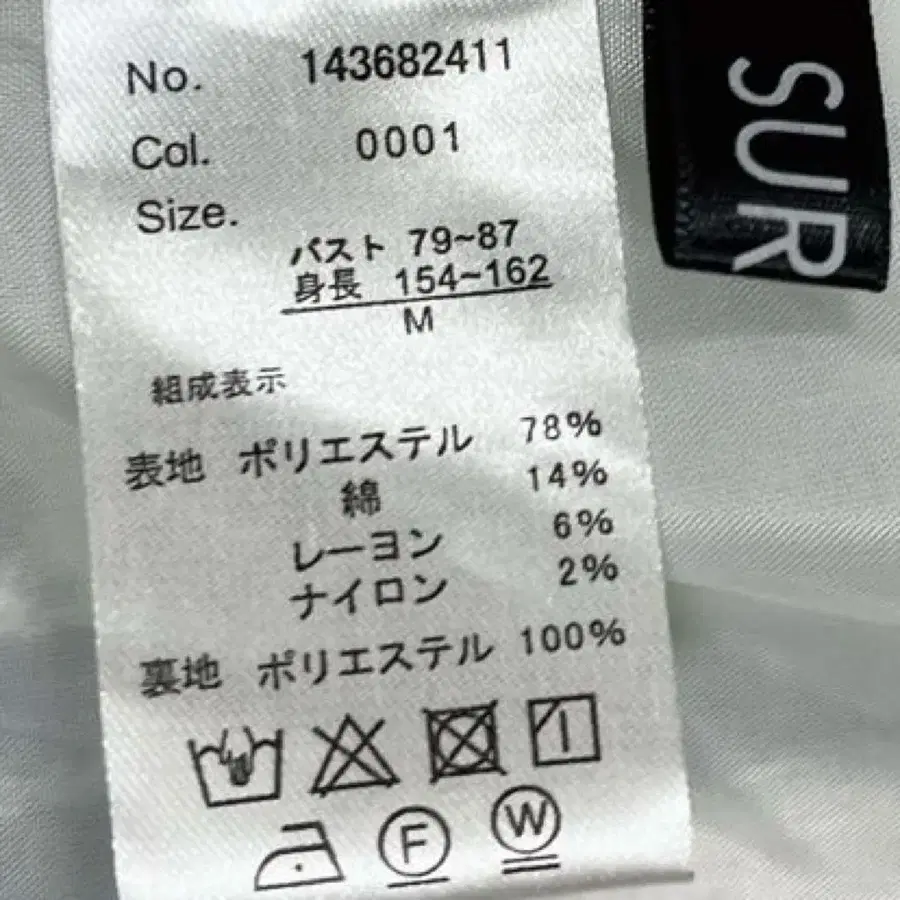 No. 143682411
Col. 0001
Size.
バスト 79~87
身長 154~162
M
組成表示
表地 ポリエステル 78%
綿 14%
レーヨン 6%
ナイロン 2%
裏地 ポリエステル 100%
F W
SUR